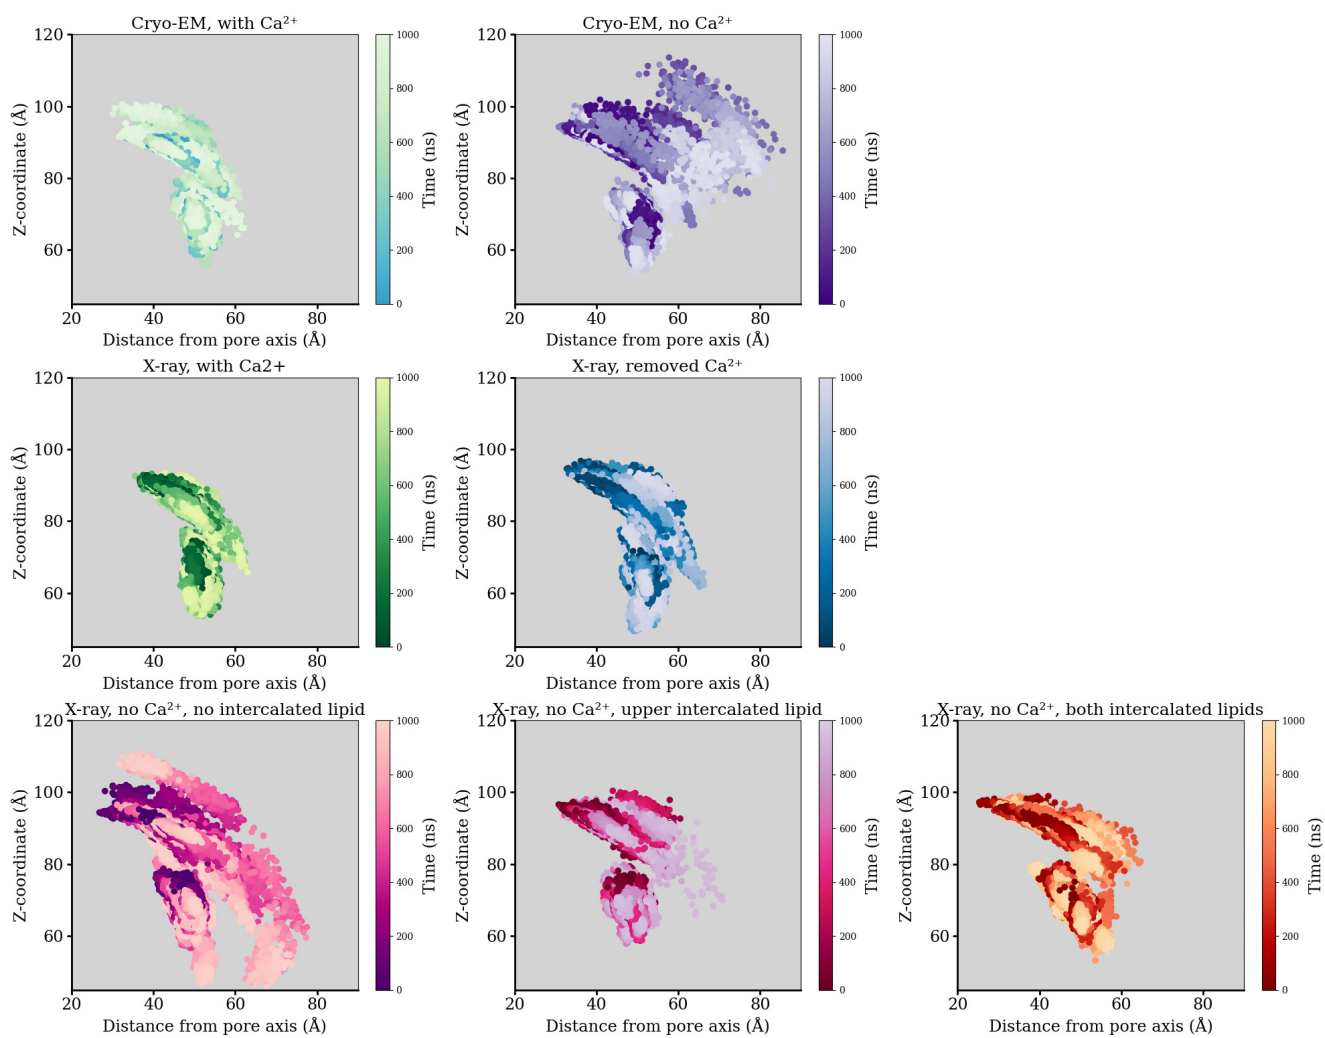 Cryo-EM, with Ca²⁺
Z-coordinate (Å)
120
100
80
60
20 40 60 80
Distance from pore axis (Å)
1000
800
600
400
200
0
Time (ns)
Cryo-EM, no Ca²⁺
Z-coordinate (Å)
120
100
80
60
20 40 60 80
Distance from pore axis (Å)
1000
800
600
400
200
0
Time (ns)
X-ray, with Ca2+
Z-coordinate (Å)
120
100
80
60
20 40 60 80
Distance from pore axis (Å)
1000
800
600
400
200
0
Time (ns)
X-ray, removed Ca²⁺
Z-coordinate (Å)
120
100
80
60
20 40 60 80
Distance from pore axis (Å)
1000
800
600
400
200
0
Time (ns)
X-ray, no Ca²⁺, no intercalated lipid
Z-coordinate (Å)
120
100
80
60
20 40 60 80
Distance from pore axis (Å)
1000
800
600
400
200
0
Time (ns)
X-ray, no Ca²⁺, upper intercalated lipid
Z-coordinate (Å)
120
100
80
60
20 40 60 80
Distance from pore axis (Å)
1000
800
600
400
200
0
Time (ns)
X-ray, no Ca²⁺, both intercalated lipids
Z-coordinate (Å)
120
100
80
60
20 40 60 80
Distance from pore axis (Å)
1000
800
600
400
200
0
Time (ns)